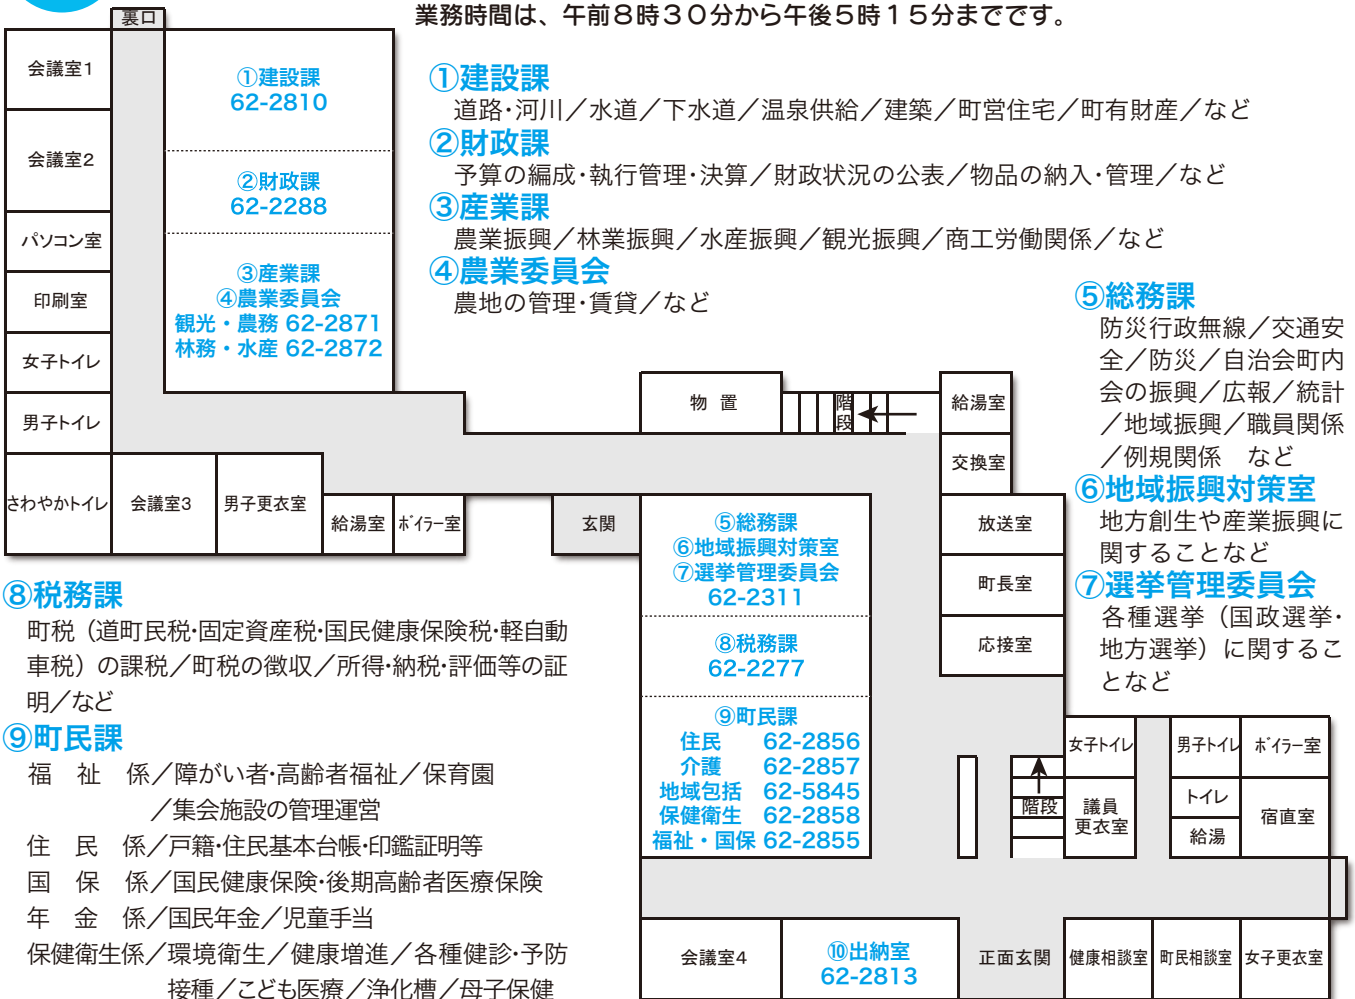 業務時間は、午前８時３０分から午後５時１５分までです。
裏口
会議室1
会議室2
パソコン室
印刷室
女子トイレ
男子トイレ
さわやかトイレ
会議室3
男子更衣室
給湯室
ボイラー室
①建設課
62-2810
②財政課
62-2288
③産業課
④農業委員会
観光・農務 62-2871
林務・水産 62-2872
①建設課
道路・河川／水道／下水道／温泉供給／建築／町営住宅／町有財産／など
②財政課
予算の編成・執行管理・決算／財政状況の公表／物品の納入・管理／など
③産業課
農業振興／林業振興／水産振興／観光振興／商工労働関係／など
④農業委員会
農地の管理・賃貸／など
⑤総務課
防災行政無線／交通安
全／防災／自治会町内
会の振興／広報／統計
／地域振興／職員関係
／例規関係　など
⑥地域振興対策室
地方創生や産業振興に
関することなど
⑦選挙管理委員会
各種選挙（国政選挙・
地方選挙）に関するこ
となど
物　置
階段
給湯室
交換室
放送室
町長室
応接室
玄関
⑤総務課
⑥地域振興対策室
⑦選挙管理委員会
62-2311
⑧税務課
62-2277
⑨町民課
住民 62-2856
介護 62-2857
地域包括 62-5845
保健衛生 62-2858
福祉・国保 62-2855
⑧税務課
町税（道町民税・固定資産税・国民健康保険税・軽自動
車税）の課税／町税の徴収／所得・納税・評価等の証
明／など
⑨町民課
福　祉　係／障がい者・高齢者福祉／保育園
／集会施設の管理運営
住　民　係／戸籍・住民基本台帳・印鑑証明等
国　保　係／国民健康保険・後期高齢者医療保険
年　金　係／国民年金／児童手当
保健衛生係／環境衛生／健康増進／各種健診・予防
接種／こども医療／浄化槽／母子保健
階段
女子トイレ
議員
更衣室
男子トイレ
ボイラー室
トイレ
給湯
宿直室
会議室4
⑩出納室
62-2813
正面玄関
健康相談室
町民相談室
女子更衣室